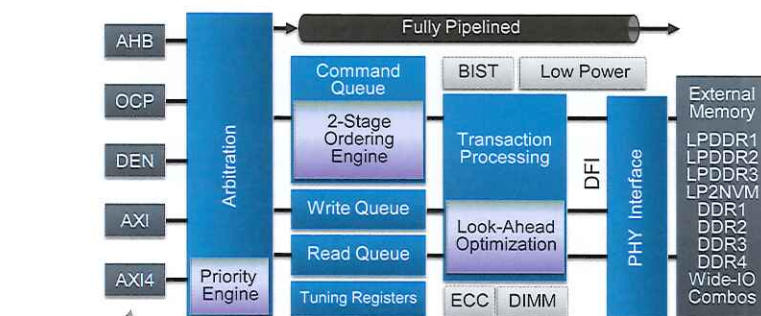 Fully Pipelined
AHB
OCP
DEN
AXI
AXI4
Arbitration
Priority
Engine
Command
Queue
2-Stage
Ordering
Engine
Write Queue
Read Queue
Tuning Registers
BIST
Low Power
Transaction
Processing
Look-Ahead
Optimization
ECC
DIMM
DFI
PHY Interface
External
Memory
LPDDR1
LPDDR2
LPDDR3
LP2NVM
DDR1
DDR2
DDR3
DDR4
Wide-IO
Combos